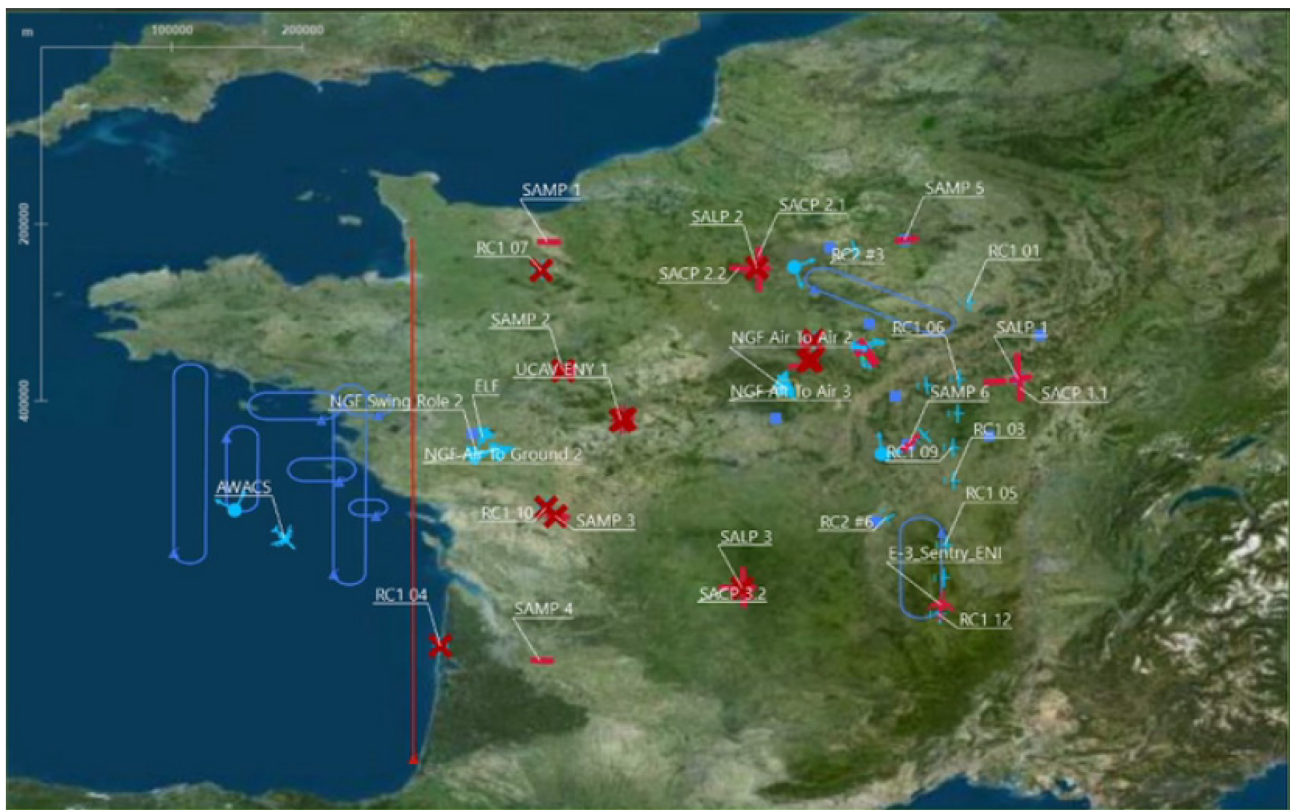 m
100000
200000
200000
400000
SAMP 1
RC1 07
SALP 2
SACP 2.1
SACP 2.2
SAMP 5
RC2 #3
RC1 01
SAMP 2
UCAV_ENY 1
NGF Air To Air 2
NGF Air To Air 3
RC1 06
SALP 1
SACP 1.1
ELF
NGF Swing Role 2
NGF-Air To Ground 2
SAMP 6
RC1 03
RC1 09
AWACS
RC1 10
SAMP 3
RC1 05
RC2 #6
SALP 3
SACP 3.2
E-3_Sentry_ENI
RC1 04
SAMP 4
RC1 12